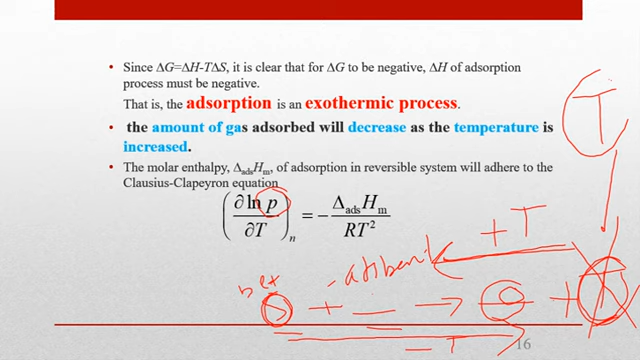 • Since ΔG=ΔH-TΔS, it is clear that for ΔG to be negative, ΔH of adsorption
process must be negative.
That is, the adsorption is an exothermic process.
• the amount of gas adsorbed will decrease as the temperature is
increased.
• The molar enthalpy, ΔadsHm, of adsorption in reversible system will adhere to the
Clausius-Clapeyron equation
(∂ ln p / ∂T)n = − ΔadsHm / RT²
T
+ T
+ →
+
- T
16